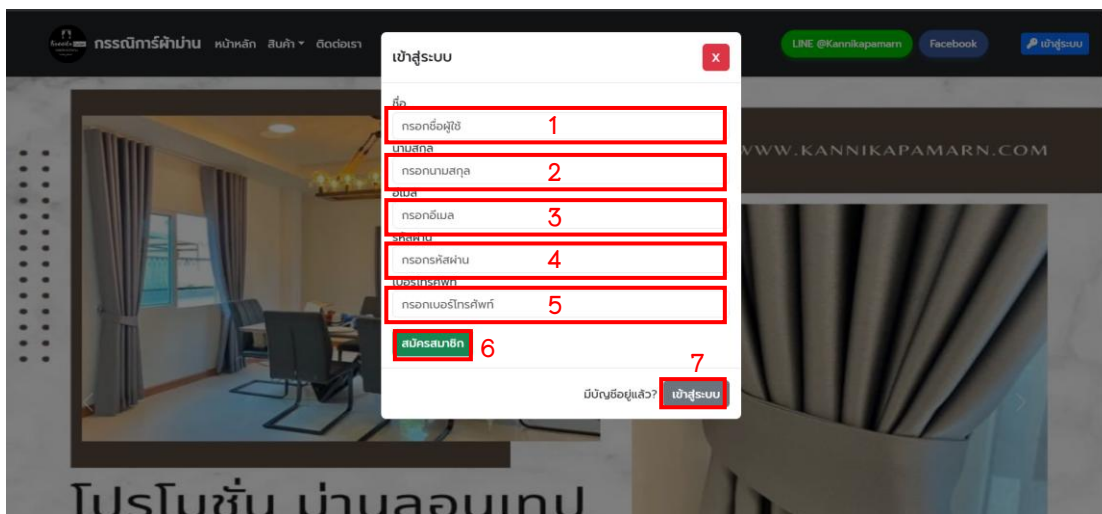 กรรณิการ์ผ้าม่าน หน้าหลัก สินค้า ติดต่อเรา
LINE @Kannikapamarn Facebook เข้าสู่ระบบ
เข้าสู่ระบบ x
ชื่อ
กรอกชื่อผู้ใช้ 1
นามสกุล
กรอกนามสกุล 2
อีเมล
กรอกอีเมล 3
รหัสผ่าน
กรอกรหัสผ่าน 4
เบอร์โทรศัพท์
กรอกเบอร์โทรศัพท์ 5
สมัครสมาชิก 6
7
มีบัญชีอยู่แล้ว? เข้าสู่ระบบ
WWW.KANNIKAPAMARN.COM
โปรโมชั่น ม่านลอนเทป